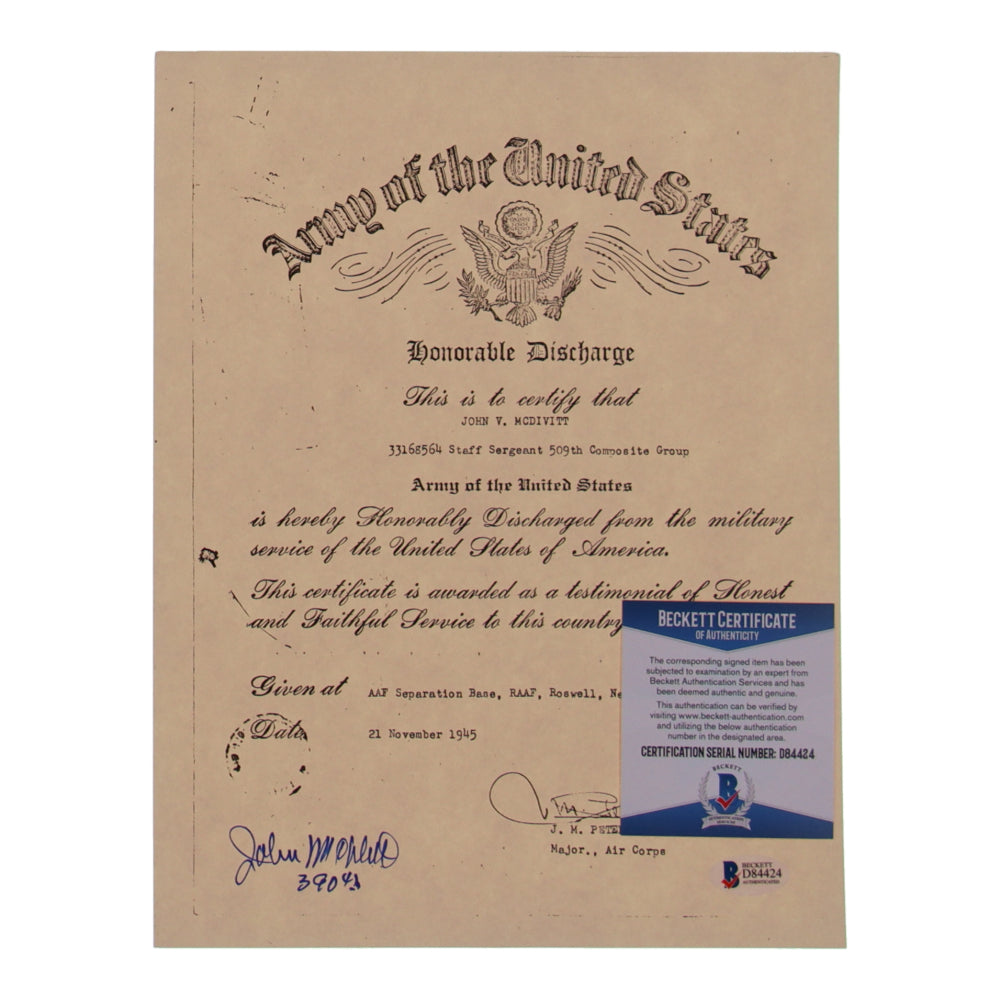 Army of the United States
Honorable Discharge
This is to certify that
JOHN V. MCDIVITT
33168564 Staff Sergeant 509th Composite Group
Army of the United States
is hereby Honorably Discharged from the military
service of the United States of America.
This certificate is awarded as a testimonial of Honest
and Faithful Service to this country
Given at AAF Separation Base, RAAF, Roswell, Ne
Date 21 November 1945
J. M. PETE
Major., Air Corps
John
BECKETT CERTIFICATE
OF AUTHENTICITY
The corresponding signed item has been
subjected to examination by an expert from
Beckett Authentication Services and has
been deemed authentic and genuine.
This authentication can be verified by
visiting www.beckett-authentication.com
and utilizing the below authentication
number in the designated area.
CERTIFICATION SERIAL NUMBER: D84424
BECKETT
B
AUTHENTICATION
SERVICES
B
BECKETT
D84424
AUTHENTICATED